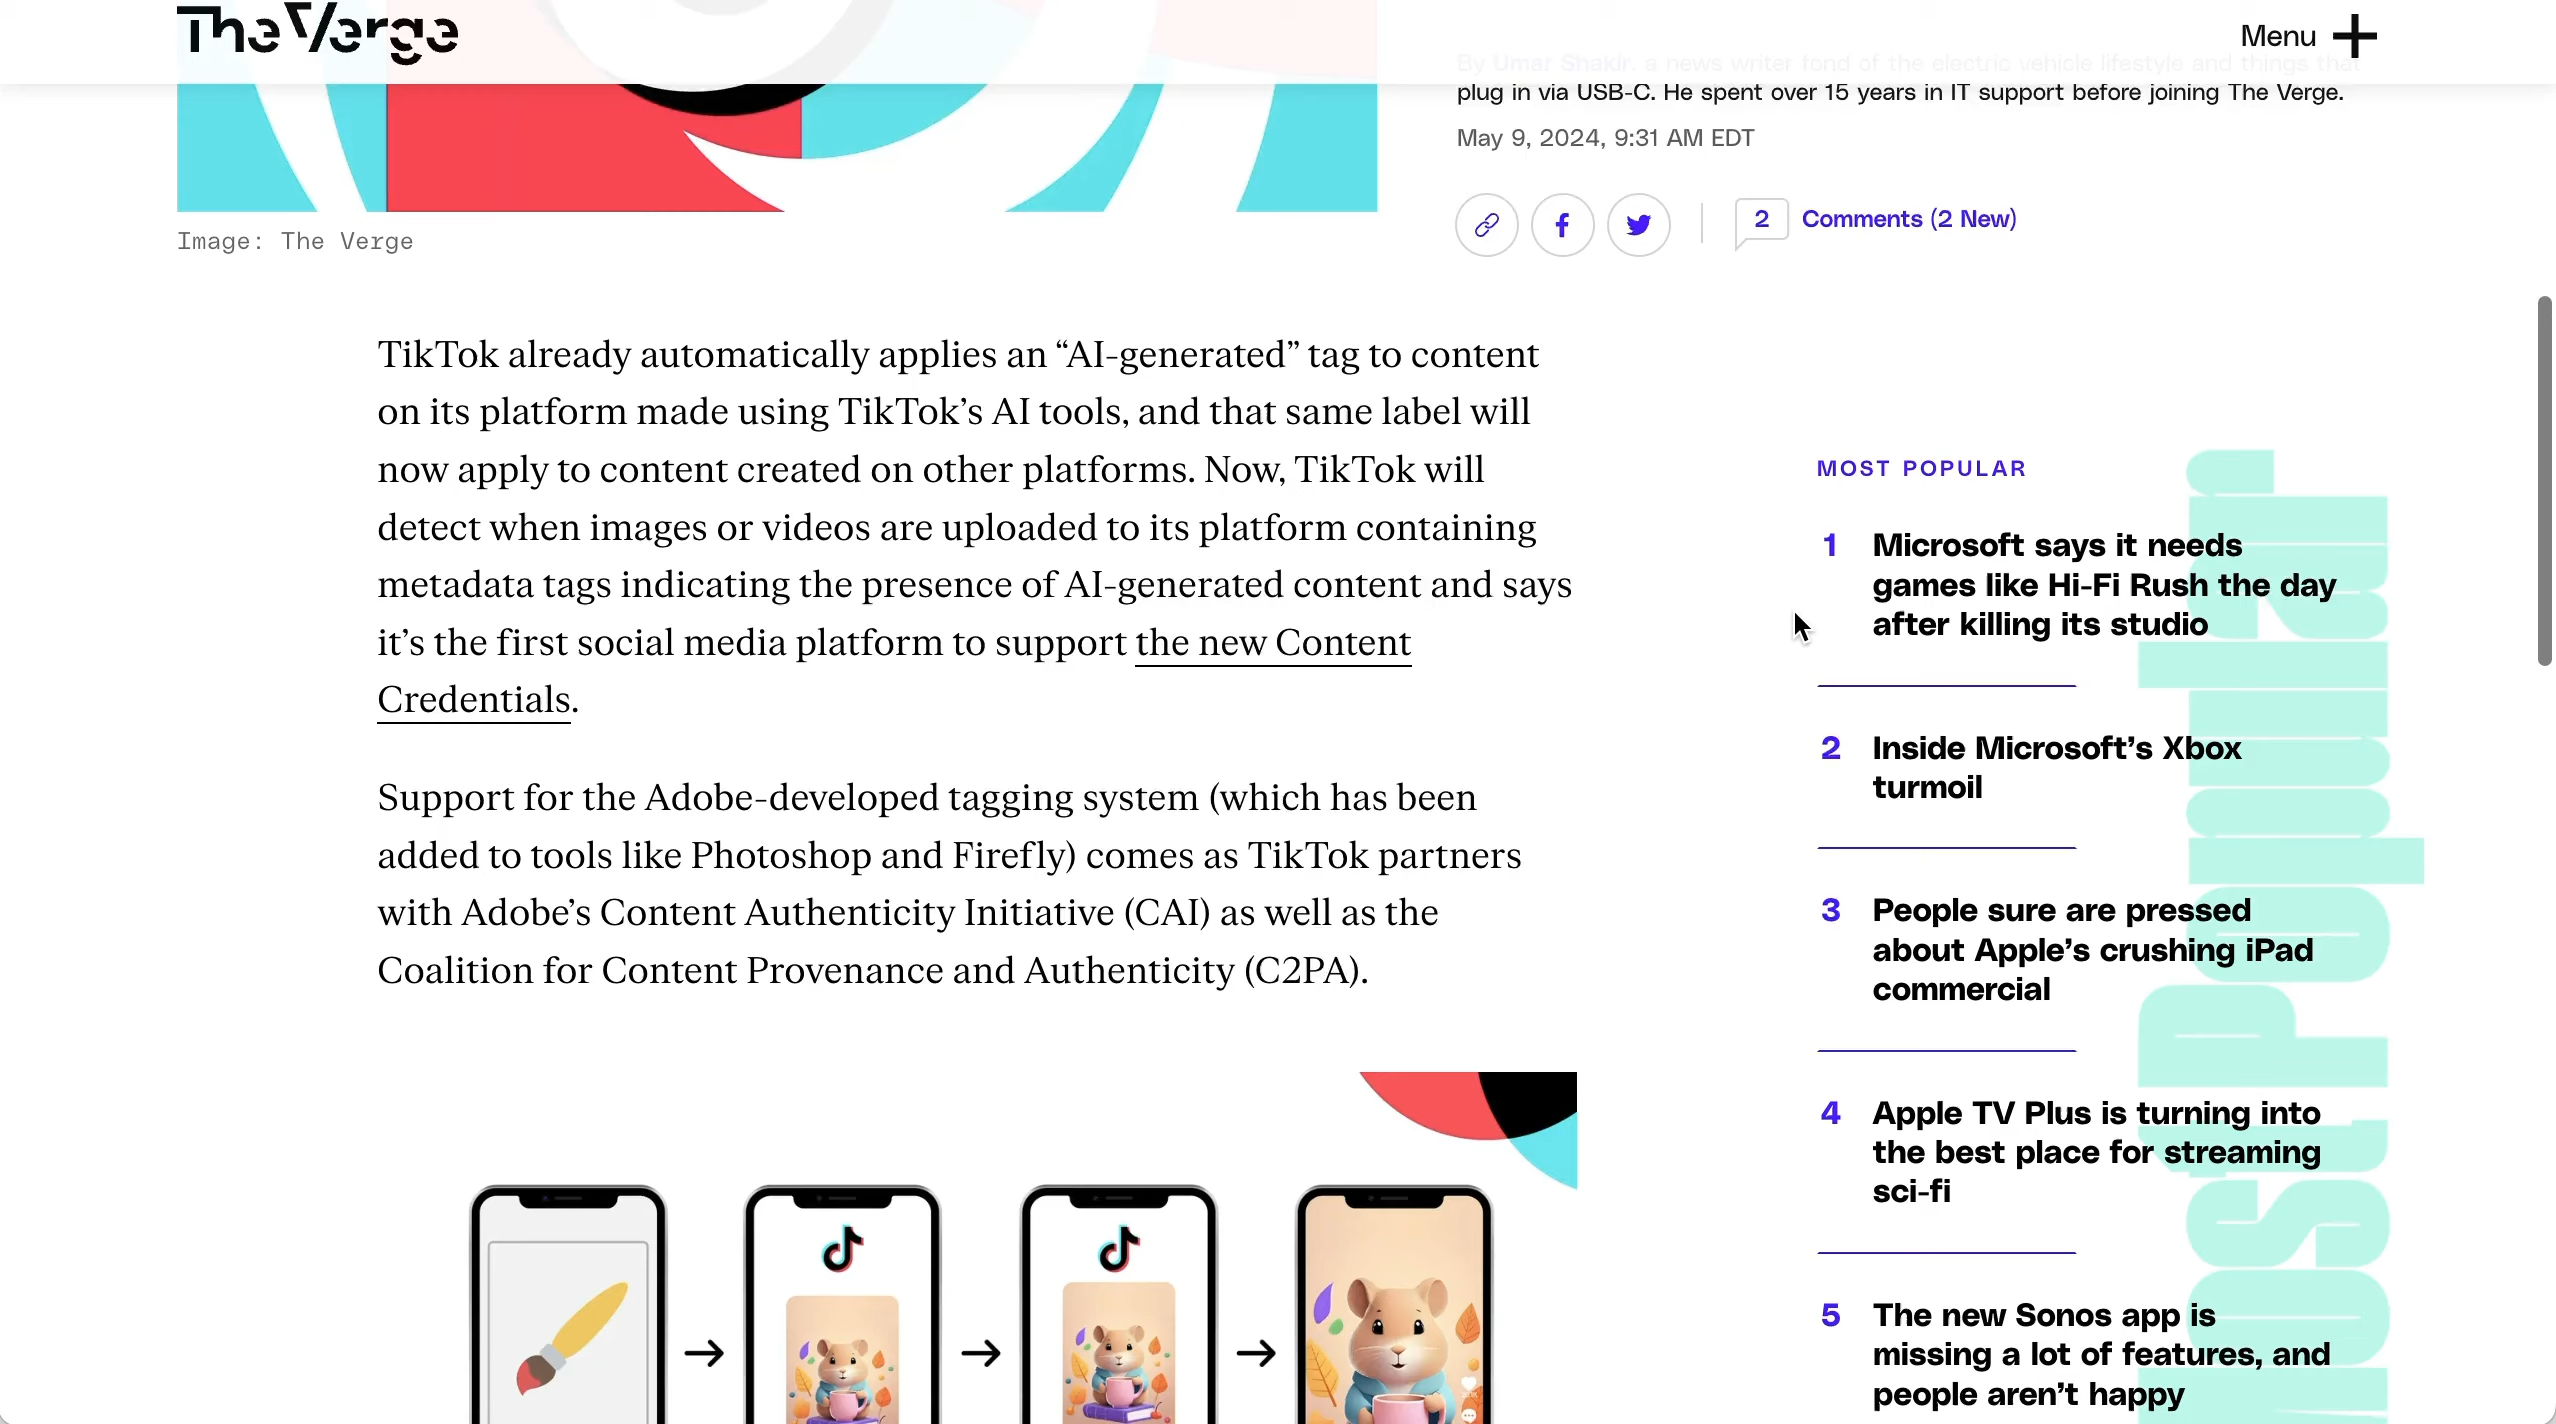 The Verge
Menu
By Umar Shakir, a news writer fond of the electric vehicle lifestyle and things that
plug in via USB-C. He spent over 15 years in IT support before joining The Verge.
May 9, 2024, 9:31 AM EDT
2 Comments (2 New)
Image: The Verge
TikTok already automatically applies an “AI-generated” tag to content
on its platform made using TikTok’s AI tools, and that same label will
now apply to content created on other platforms. Now, TikTok will
detect when images or videos are uploaded to its platform containing
metadata tags indicating the presence of AI-generated content and says
it’s the first social media platform to support the new Content
Credentials.
Support for the Adobe-developed tagging system (which has been
added to tools like Photoshop and Firefly) comes as TikTok partners
with Adobe’s Content Authenticity Initiative (CAI) as well as the
Coalition for Content Provenance and Authenticity (C2PA).
MOST POPULAR
1 Microsoft says it needs
games like Hi-Fi Rush the day
after killing its studio
2 Inside Microsoft’s Xbox
turmoil
3 People sure are pressed
about Apple’s crushing iPad
commercial
4 Apple TV Plus is turning into
the best place for streaming
sci-fi
5 The new Sonos app is
missing a lot of features, and
people aren’t happy
Most Popular